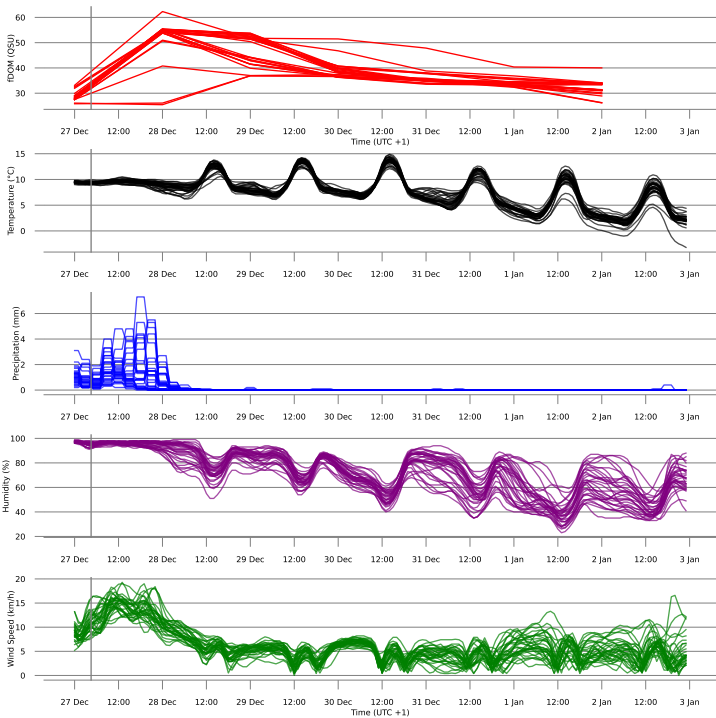 fDOM (QSU)
60
50
40
30
27 Dec 12:00 28 Dec 12:00 29 Dec 12:00 30 Dec 12:00 31 Dec 12:00 1 Jan 12:00 2 Jan 12:00 3 Jan
Time (UTC +1)
Temperature (°C)
15
10
5
0
27 Dec 12:00 28 Dec 12:00 29 Dec 12:00 30 Dec 12:00 31 Dec 12:00 1 Jan 12:00 2 Jan 12:00 3 Jan
Precipitation (mm)
6
4
2
0
27 Dec 12:00 28 Dec 12:00 29 Dec 12:00 30 Dec 12:00 31 Dec 12:00 1 Jan 12:00 2 Jan 12:00 3 Jan
Humidity (%)
100
80
60
40
20
27 Dec 12:00 28 Dec 12:00 29 Dec 12:00 30 Dec 12:00 31 Dec 12:00 1 Jan 12:00 2 Jan 12:00 3 Jan
Wind Speed (km/h)
20
15
10
5
0
27 Dec 12:00 28 Dec 12:00 29 Dec 12:00 30 Dec 12:00 31 Dec 12:00 1 Jan 12:00 2 Jan 12:00 3 Jan
Time (UTC +1)